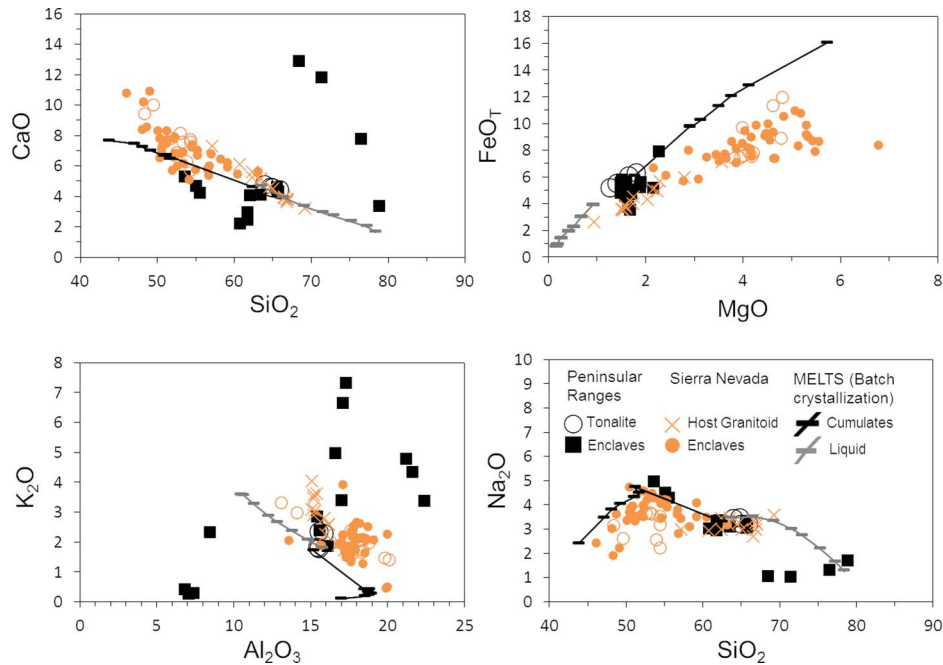 16
14
12
10
8
6
4
2
0
CaO
40 50 60 70 80 90
SiO₂
18
16
14
12
10
8
6
4
2
0
FeOT
0 2 4 6 8
MgO
8
7
6
5
4
3
2
1
0
K₂O
0 5 10 15 20 25
Al₂O₃
10
9
8
7
6
5
4
3
2
1
0
Na₂O
40 50 60 70 80 90
SiO₂
Peninsular Sierra Nevada MELTS (Batch
Ranges crystallization)
Tonalite Host Granitoid Cumulates
Enclaves Enclaves Liquid